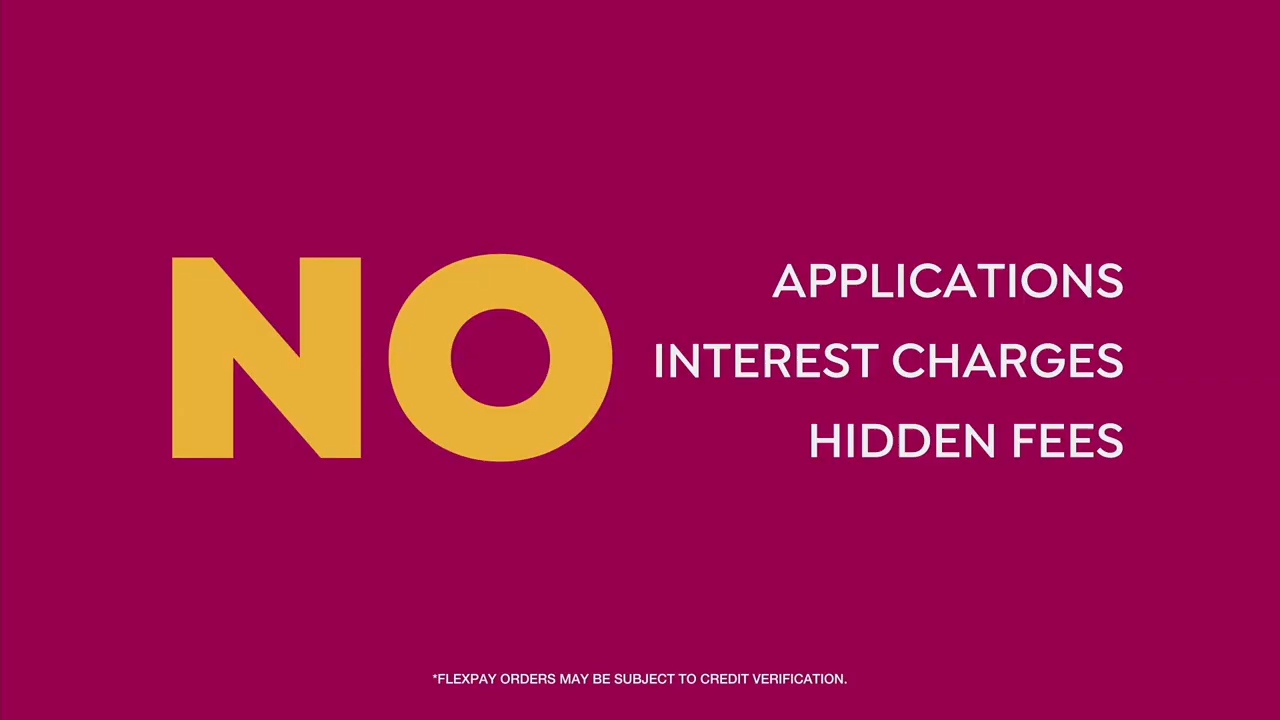 NO
APPLICATIONS
INTEREST CHARGES
HIDDEN FEES
*FLEXPAY ORDERS MAY BE SUBJECT TO CREDIT VERIFICATION.